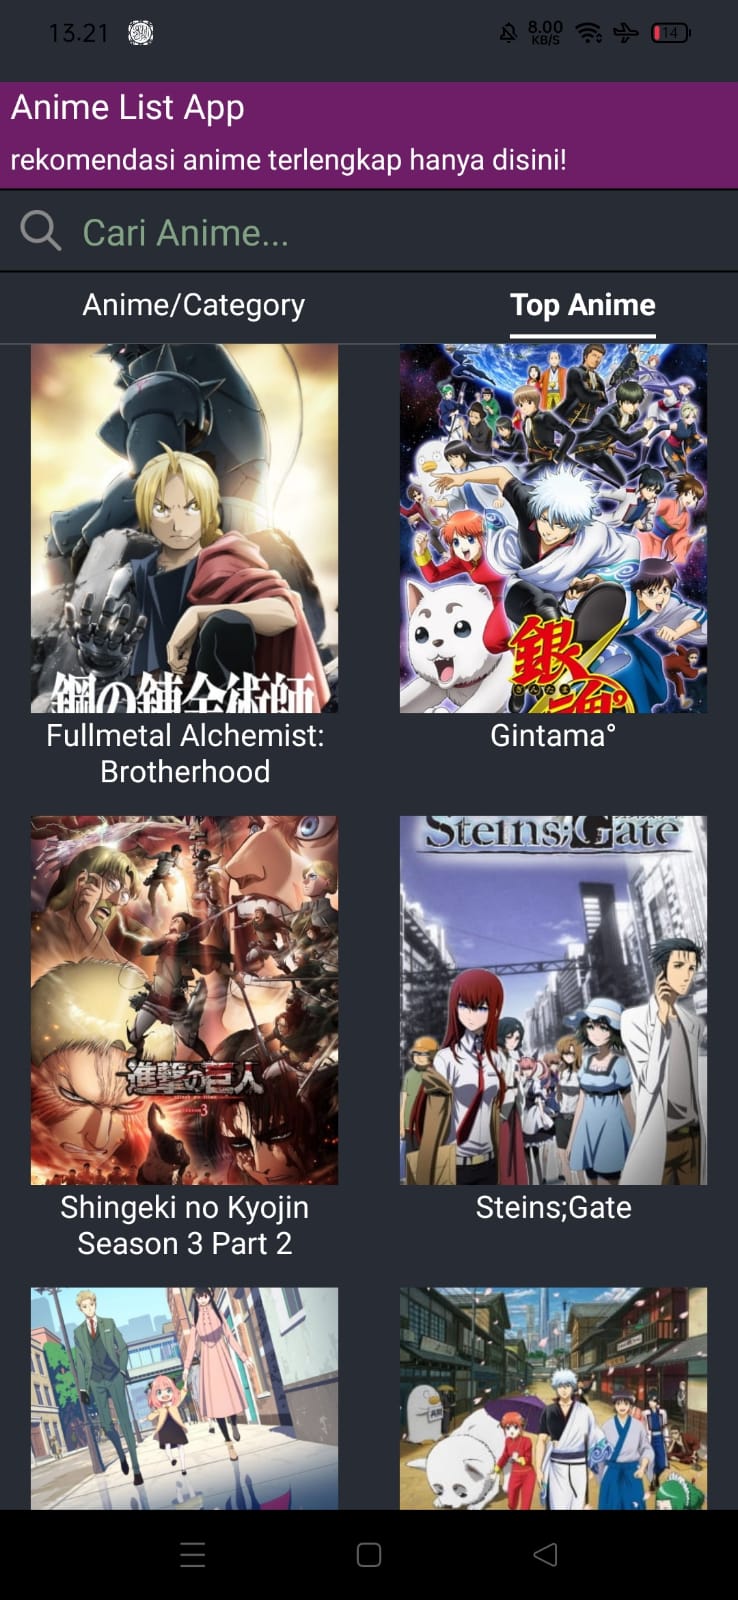 13.21
8.00
KB/S
14
Anime List App
rekomendasi anime terlengkap hanya disini!
Cari Anime...
Anime/Category
Top Anime
鋼の錬金術師
銀魂°
Fullmetal Alchemist:
Brotherhood
Gintama°
Steins;Gate
進撃の巨人
Season 3
Shingeki no Kyojin
Season 3 Part 2
Steins;Gate